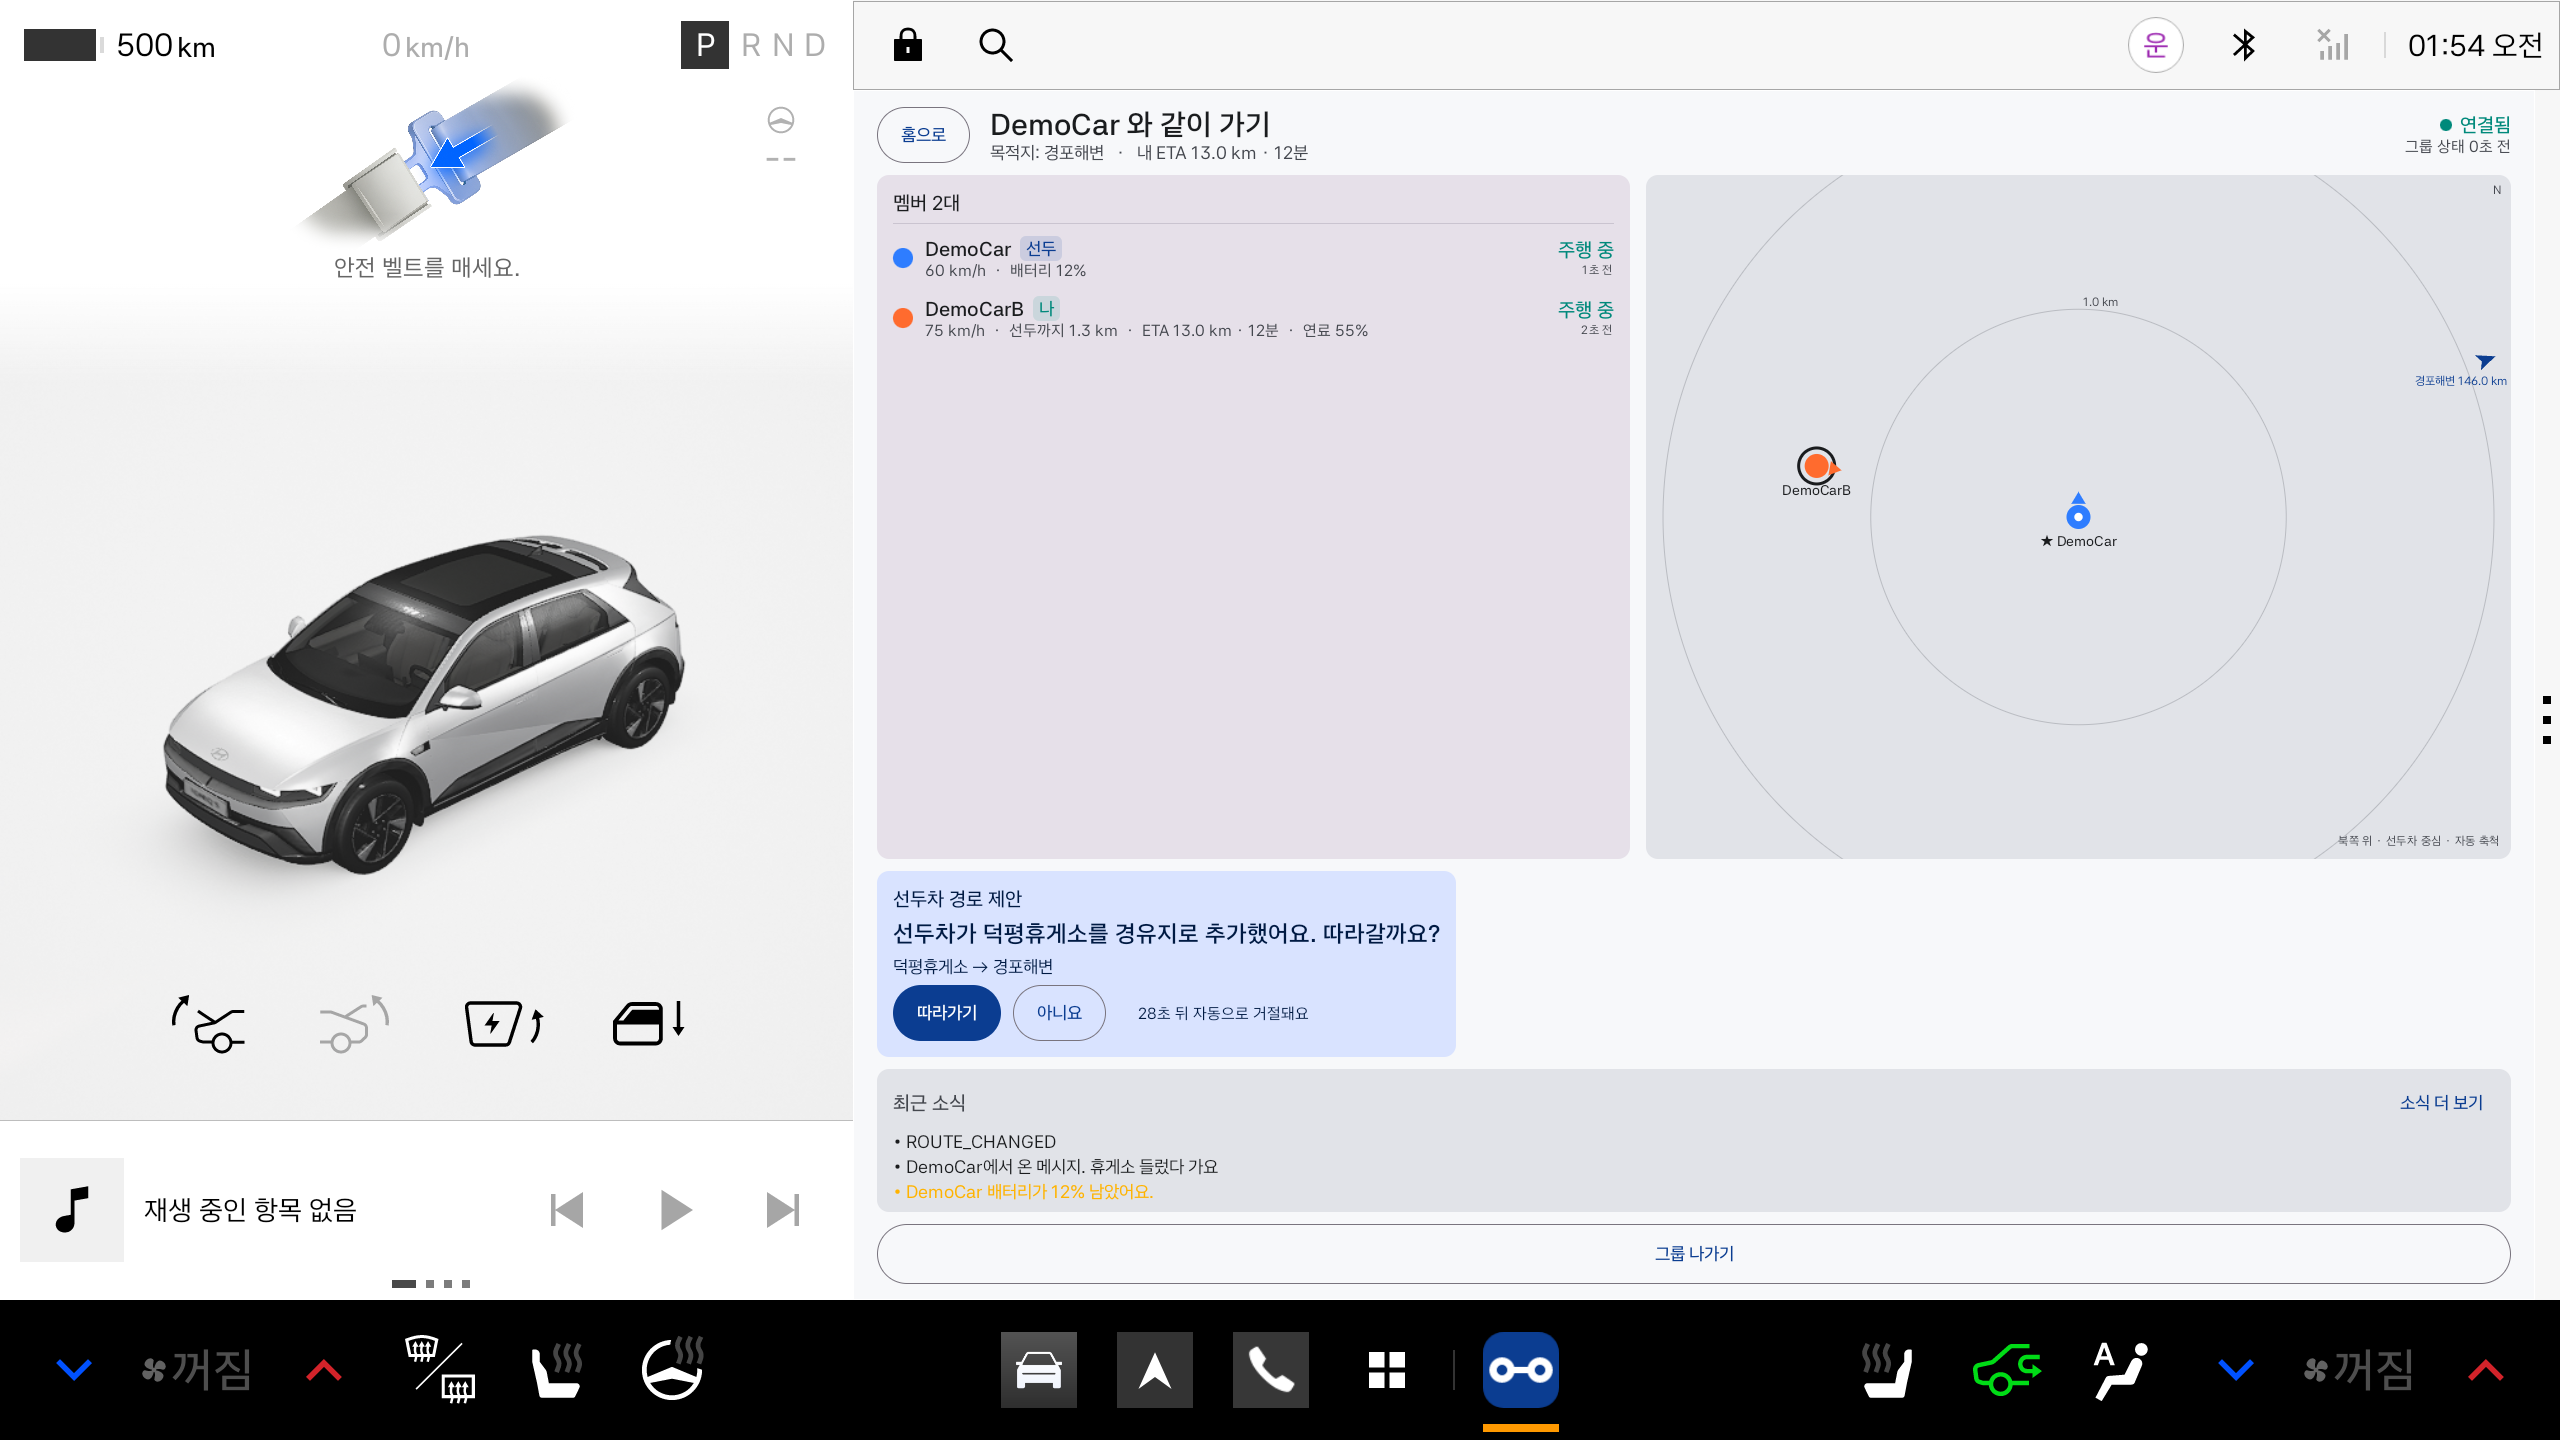 500 km
0 km/h
P R N D
운
01:54 오전
안전 벨트를 매세요.
재생 중인 항목 없음
홈으로
DemoCar 와 같이 가기
목적지: 경포해변 · 내 ETA 13.0 km · 12분
연결됨
그룹 상태 0초 전
멤버 2대
DemoCar 선두
주행 중
60 km/h · 배터리 12%
1초 전
DemoCarB 나
주행 중
75 km/h · 선두까지 1.3 km · ETA 13.0 km · 12분 · 연료 55%
2초 전
N
1.0 km
경포해변 146.0 km
DemoCarB
★ DemoCar
북쪽 위 · 선두차 중심 · 자동 축척
선두차 경로 제안
선두차가 덕평휴게소를 경유지로 추가했어요. 따라갈까요?
덕평휴게소 → 경포해변
따라가기
아니요
28초 뒤 자동으로 거절돼요
최근 소식
소식 더 보기
• ROUTE_CHANGED
• DemoCar에서 온 메시지. 휴게소 들렀다 가요
• DemoCar 배터리가 12% 남았어요.
그룹 나가기
꺼짐
A
꺼짐